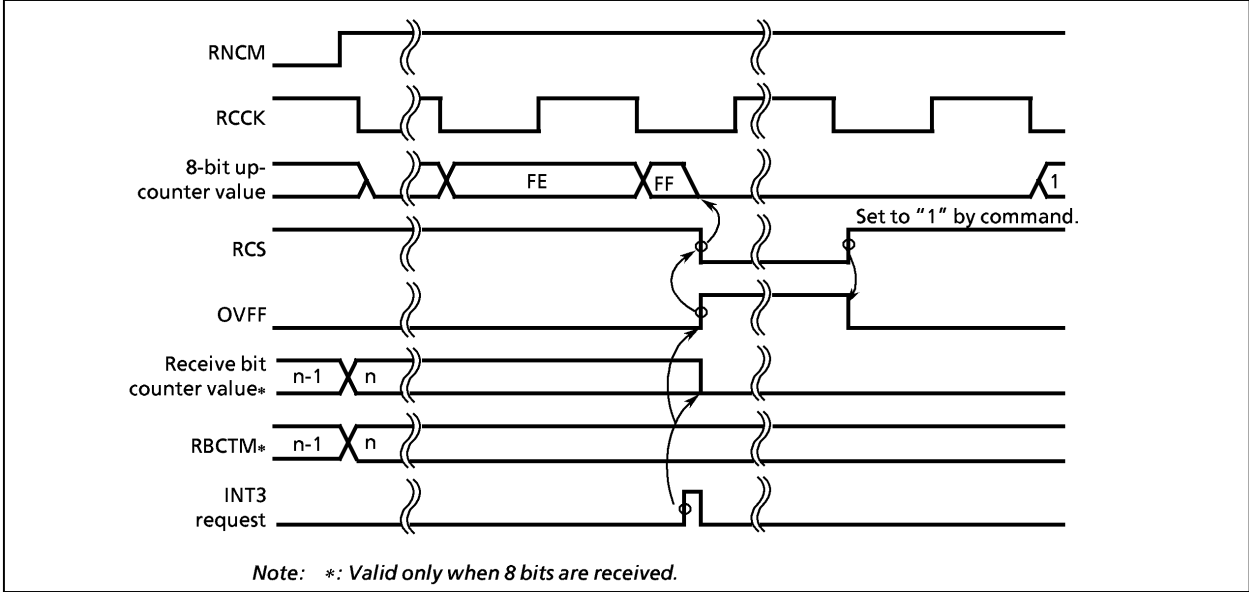 RNCM
RCCK
8-bit up-
counter value
FE
FF
1
Set to “1” by command.
RCS
OVFF
Receive bit
counter value*
n-1
n
RBCTM*
n-1
n
INT3
request
Note: *: Valid only when 8 bits are received.